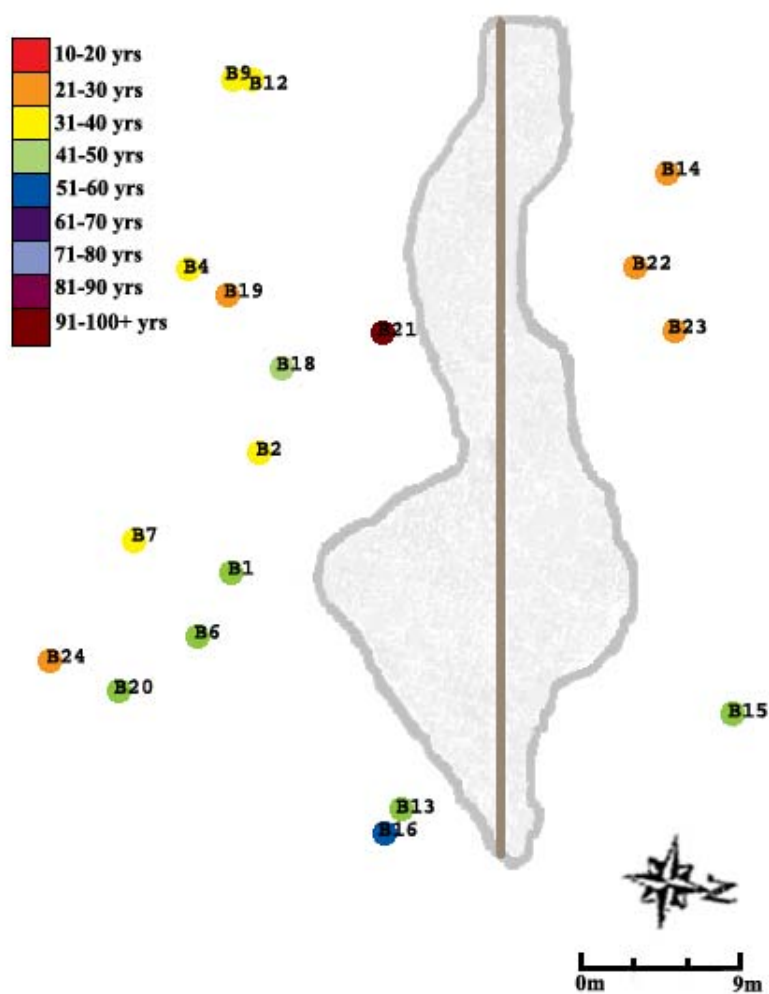 10-20 yrs
21-30 yrs
31-40 yrs
41-50 yrs
51-60 yrs
61-70 yrs
71-80 yrs
81-90 yrs
91-100+ yrs
B9
B12
B14
B4
B22
B19
B21
B23
B18
B2
B7
B1
B6
B24
B20
B15
B13
B16
N
0m
9m